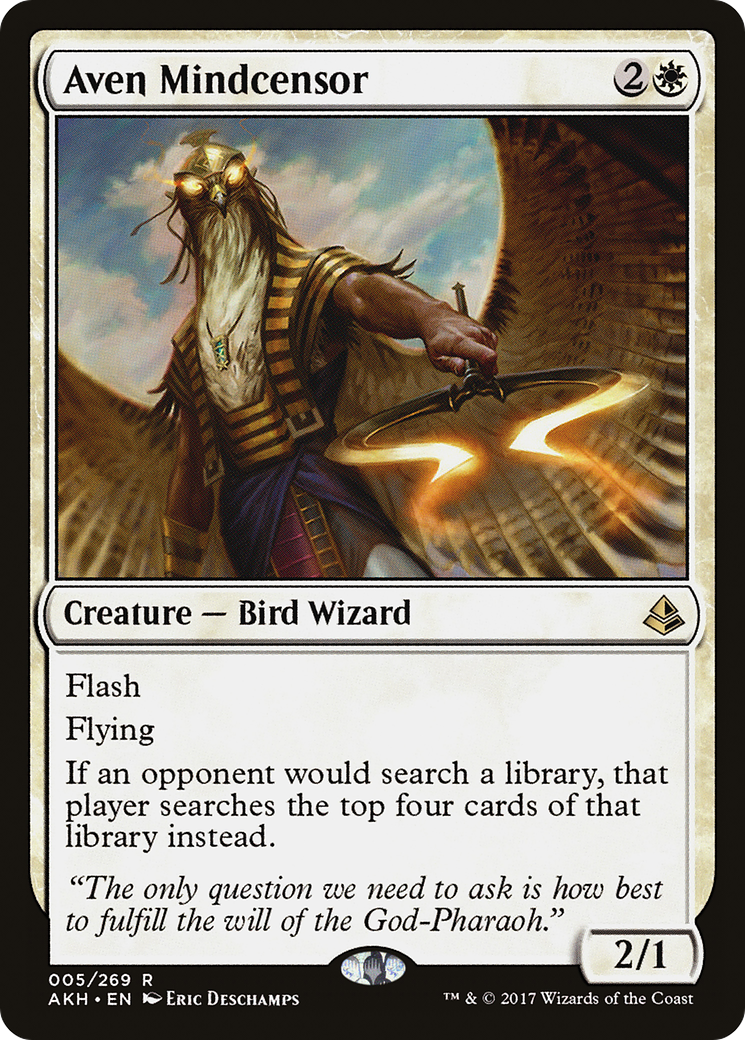 Aven Mindcensor 2
Creature — Bird Wizard
Flash
Flying
If an opponent would search a library, that
player searches the top four cards of that
library instead.
“The only question we need to ask is how best
to fulfill the will of the God-Pharaoh.”
2/1
005/269 R
AKH • EN Eric Deschamps
™ & © 2017 Wizards of the Coast